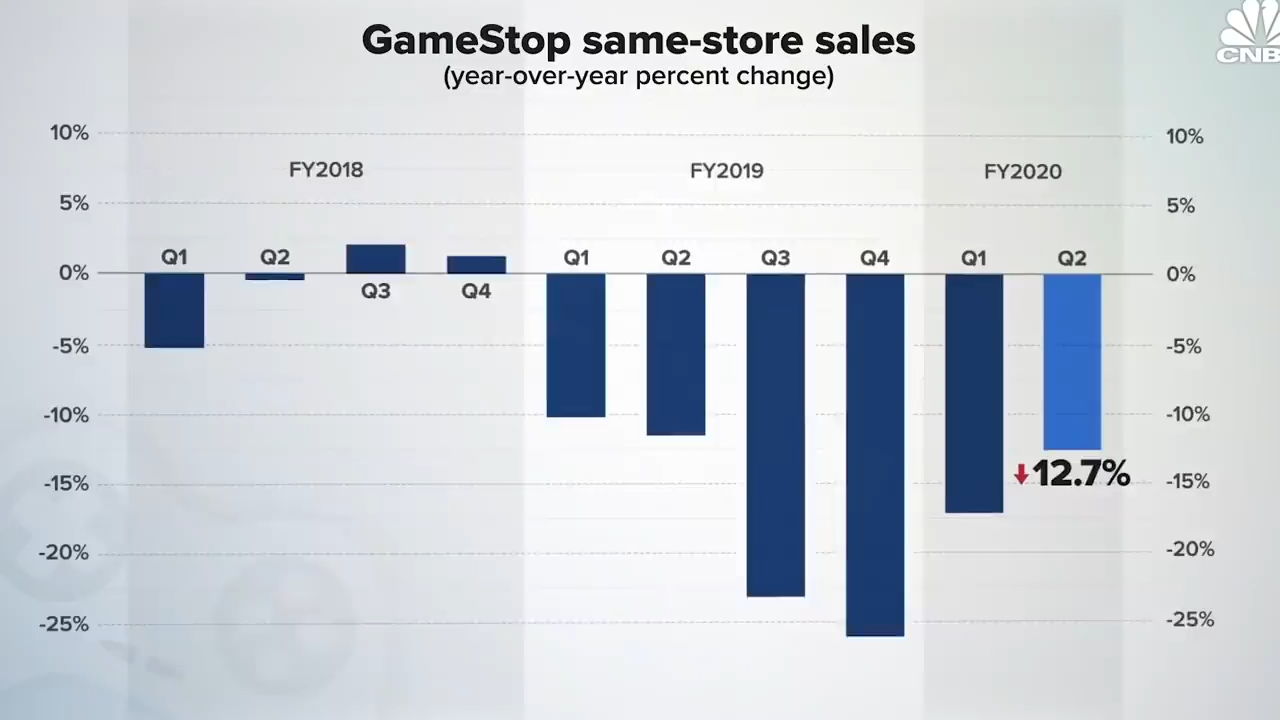 GameStop same-store sales
(year-over-year percent change)
CNB
10%
10%
FY2018
FY2019
FY2020
5%
5%
Q1
Q2
Q1
Q2
Q3
Q4
Q1
Q2
0%
0%
Q3
Q4
-5%
-5%
-10%
-10%
12.7%
-15%
-15%
-20%
-20%
-25%
-25%